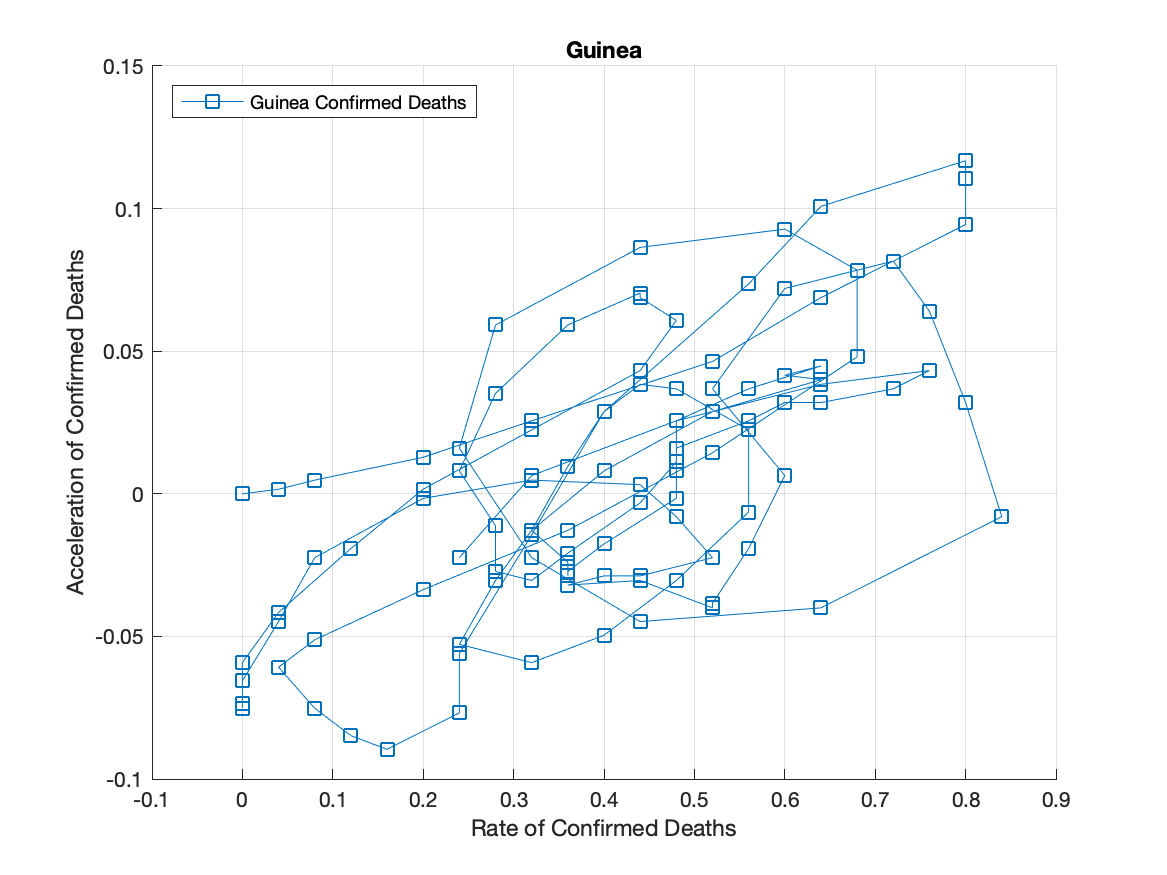 Guinea
0.15
Guinea Confirmed Deaths
0.1
0.05
0
-0.05
-0.1
Acceleration of Confirmed Deaths
-0.1 0 0.1 0.2 0.3 0.4 0.5 0.6 0.7 0.8 0.9
Rate of Confirmed Deaths